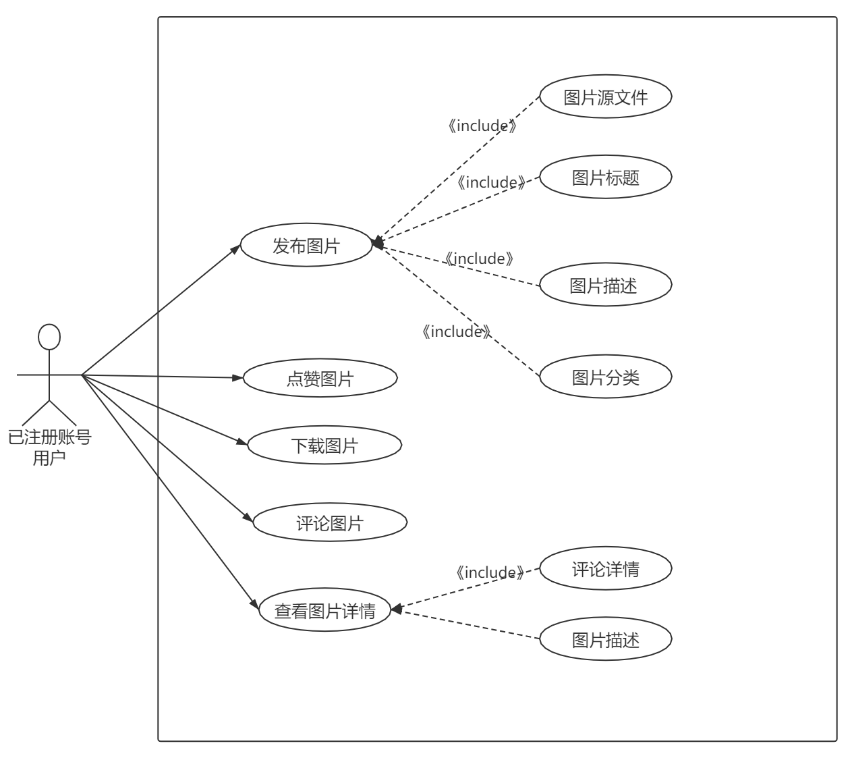 图片源文件
《include》
图片标题
《include》
发布图片
《include》
图片描述
《include》
图片分类
点赞图片
已注册账号
用户
下载图片
评论图片
《include》
评论详情
查看图片详情
图片描述